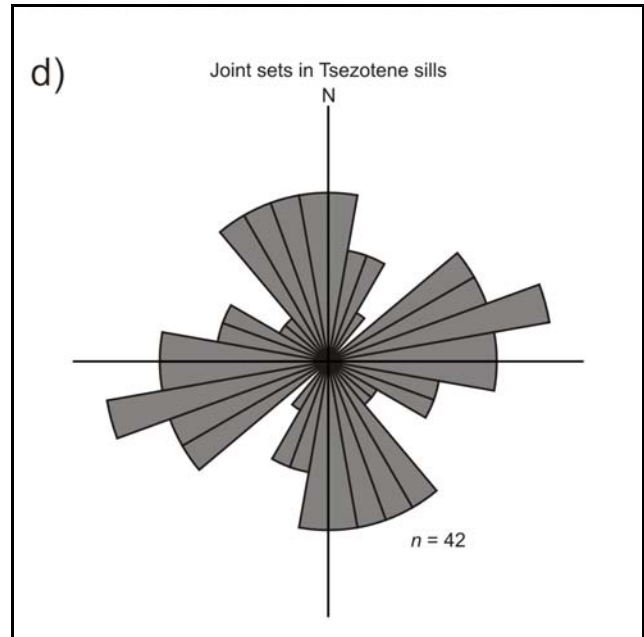 d)
Joint sets in Tsezotene sills
N
n = 42